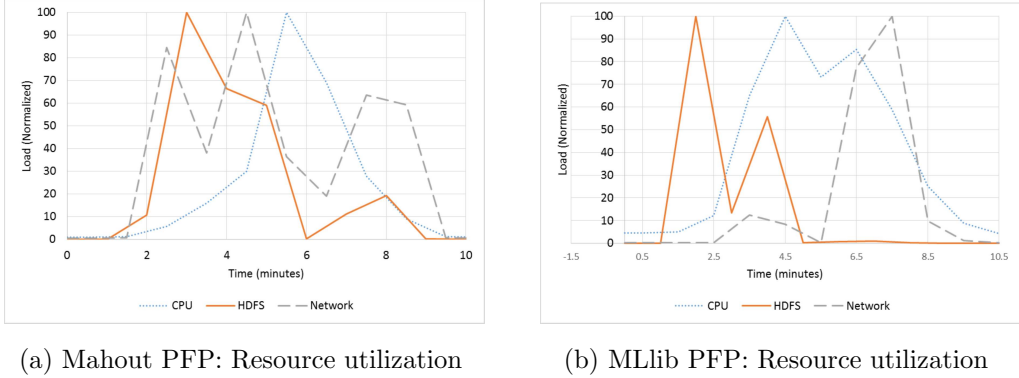 100
90
80
70
60
50
40
30
20
10
0
Load (Normalized)
0 2 4 6 8 10
Time (minutes)
CPU HDFS Network
(a) Mahout PFP: Resource utilization
100
90
80
70
60
50
40
30
20
10
0
Load (Normalized)
-1.5 0.5 2.5 4.5 6.5 8.5 10.5
Time (minutes)
CPU HDFS Network
(b) MLlib PFP: Resource utilization